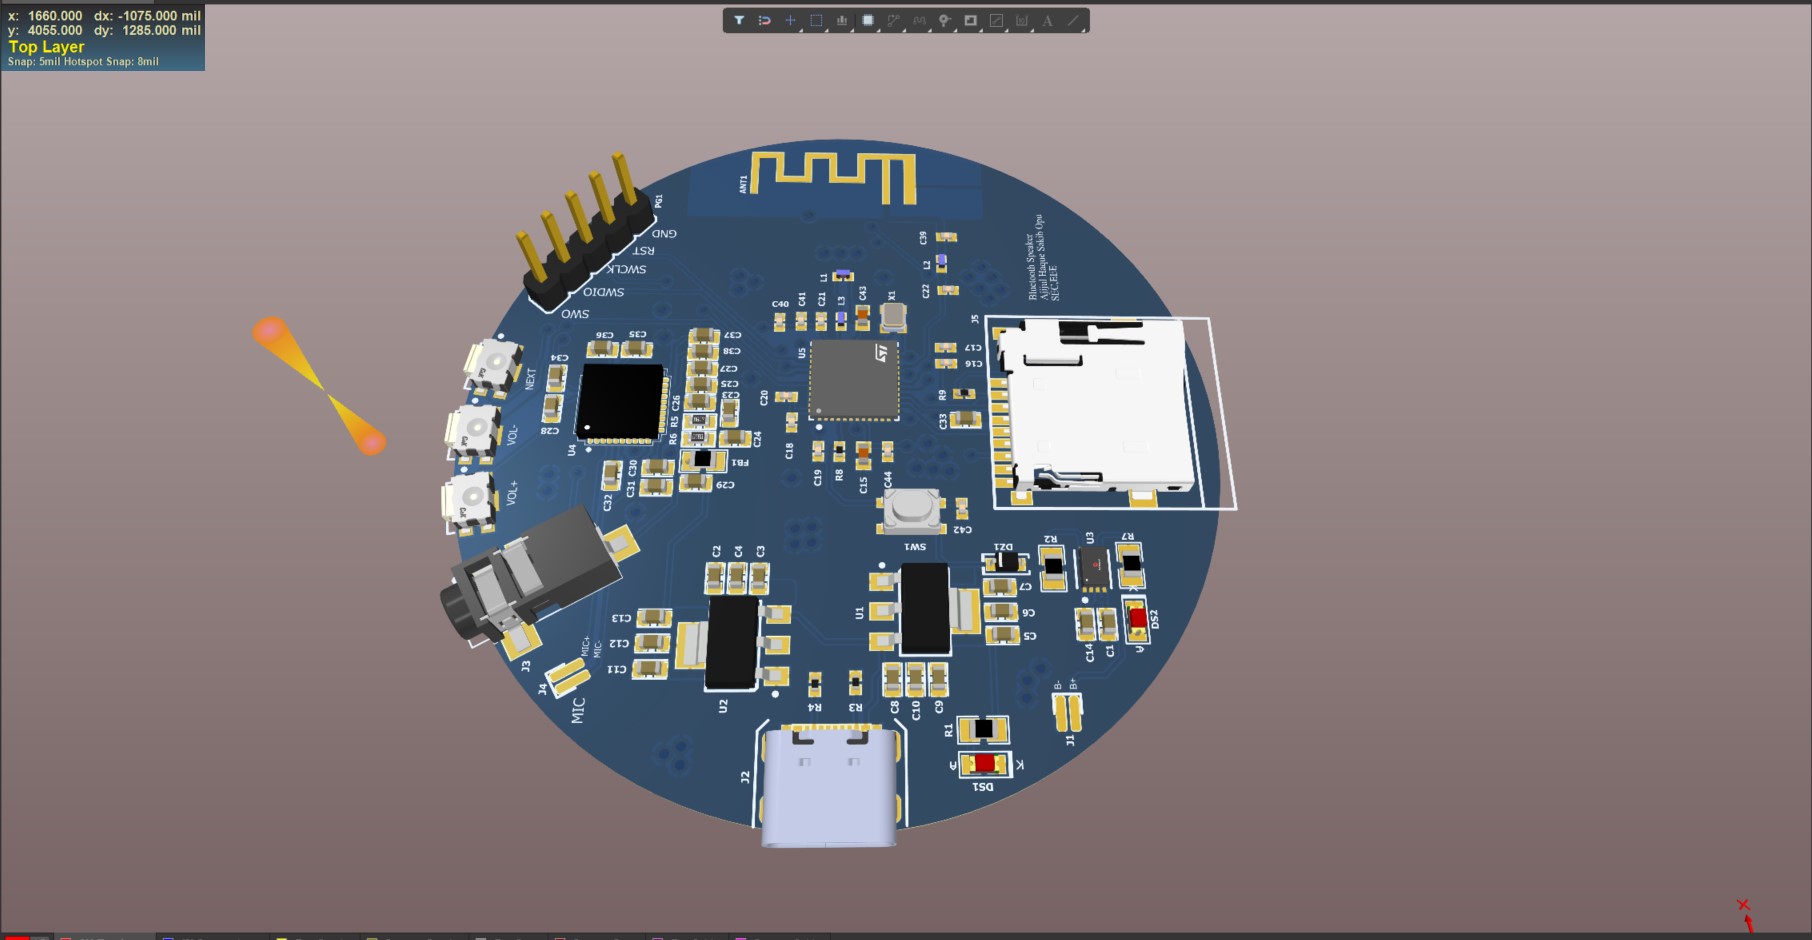 x: 1660.000 dx: -1075.000 mil
y: 4055.000 dy: 1285.000 mil
Top Layer
Snap: 5mil Hotspot Snap: 8mil
ANT1
PG1
GND
RST
SWCLK
SWDIO
SWO
Bluetooth Speaker
Ajijul Haque Sakib Opu
SEC,EEE
C39
L2
C22
L1
C40
C41
C21
L3
C43
X1
J5
C36
C35
C37
C38
C27
C25
C34
NEXT
C26
C23
U5
C17
C16
R9
C20
C33
R5
R6
C24
C28
VOL-
U4
FB1
C18
C30
C31
C29
C32
C19
R8
C15
C44
VOL+
C42
SW1
C2
C4
C3
DZ1
R2
U3
R7
C7
K
C13
U1
C6
DS2
C12
C5
C14
C1
A
MIC+
MIC-
J3
C11
J4
MIC
U2
R4
R3
C8
C10
C9
B-
B+
J1
R1
J2
A
K
DS1